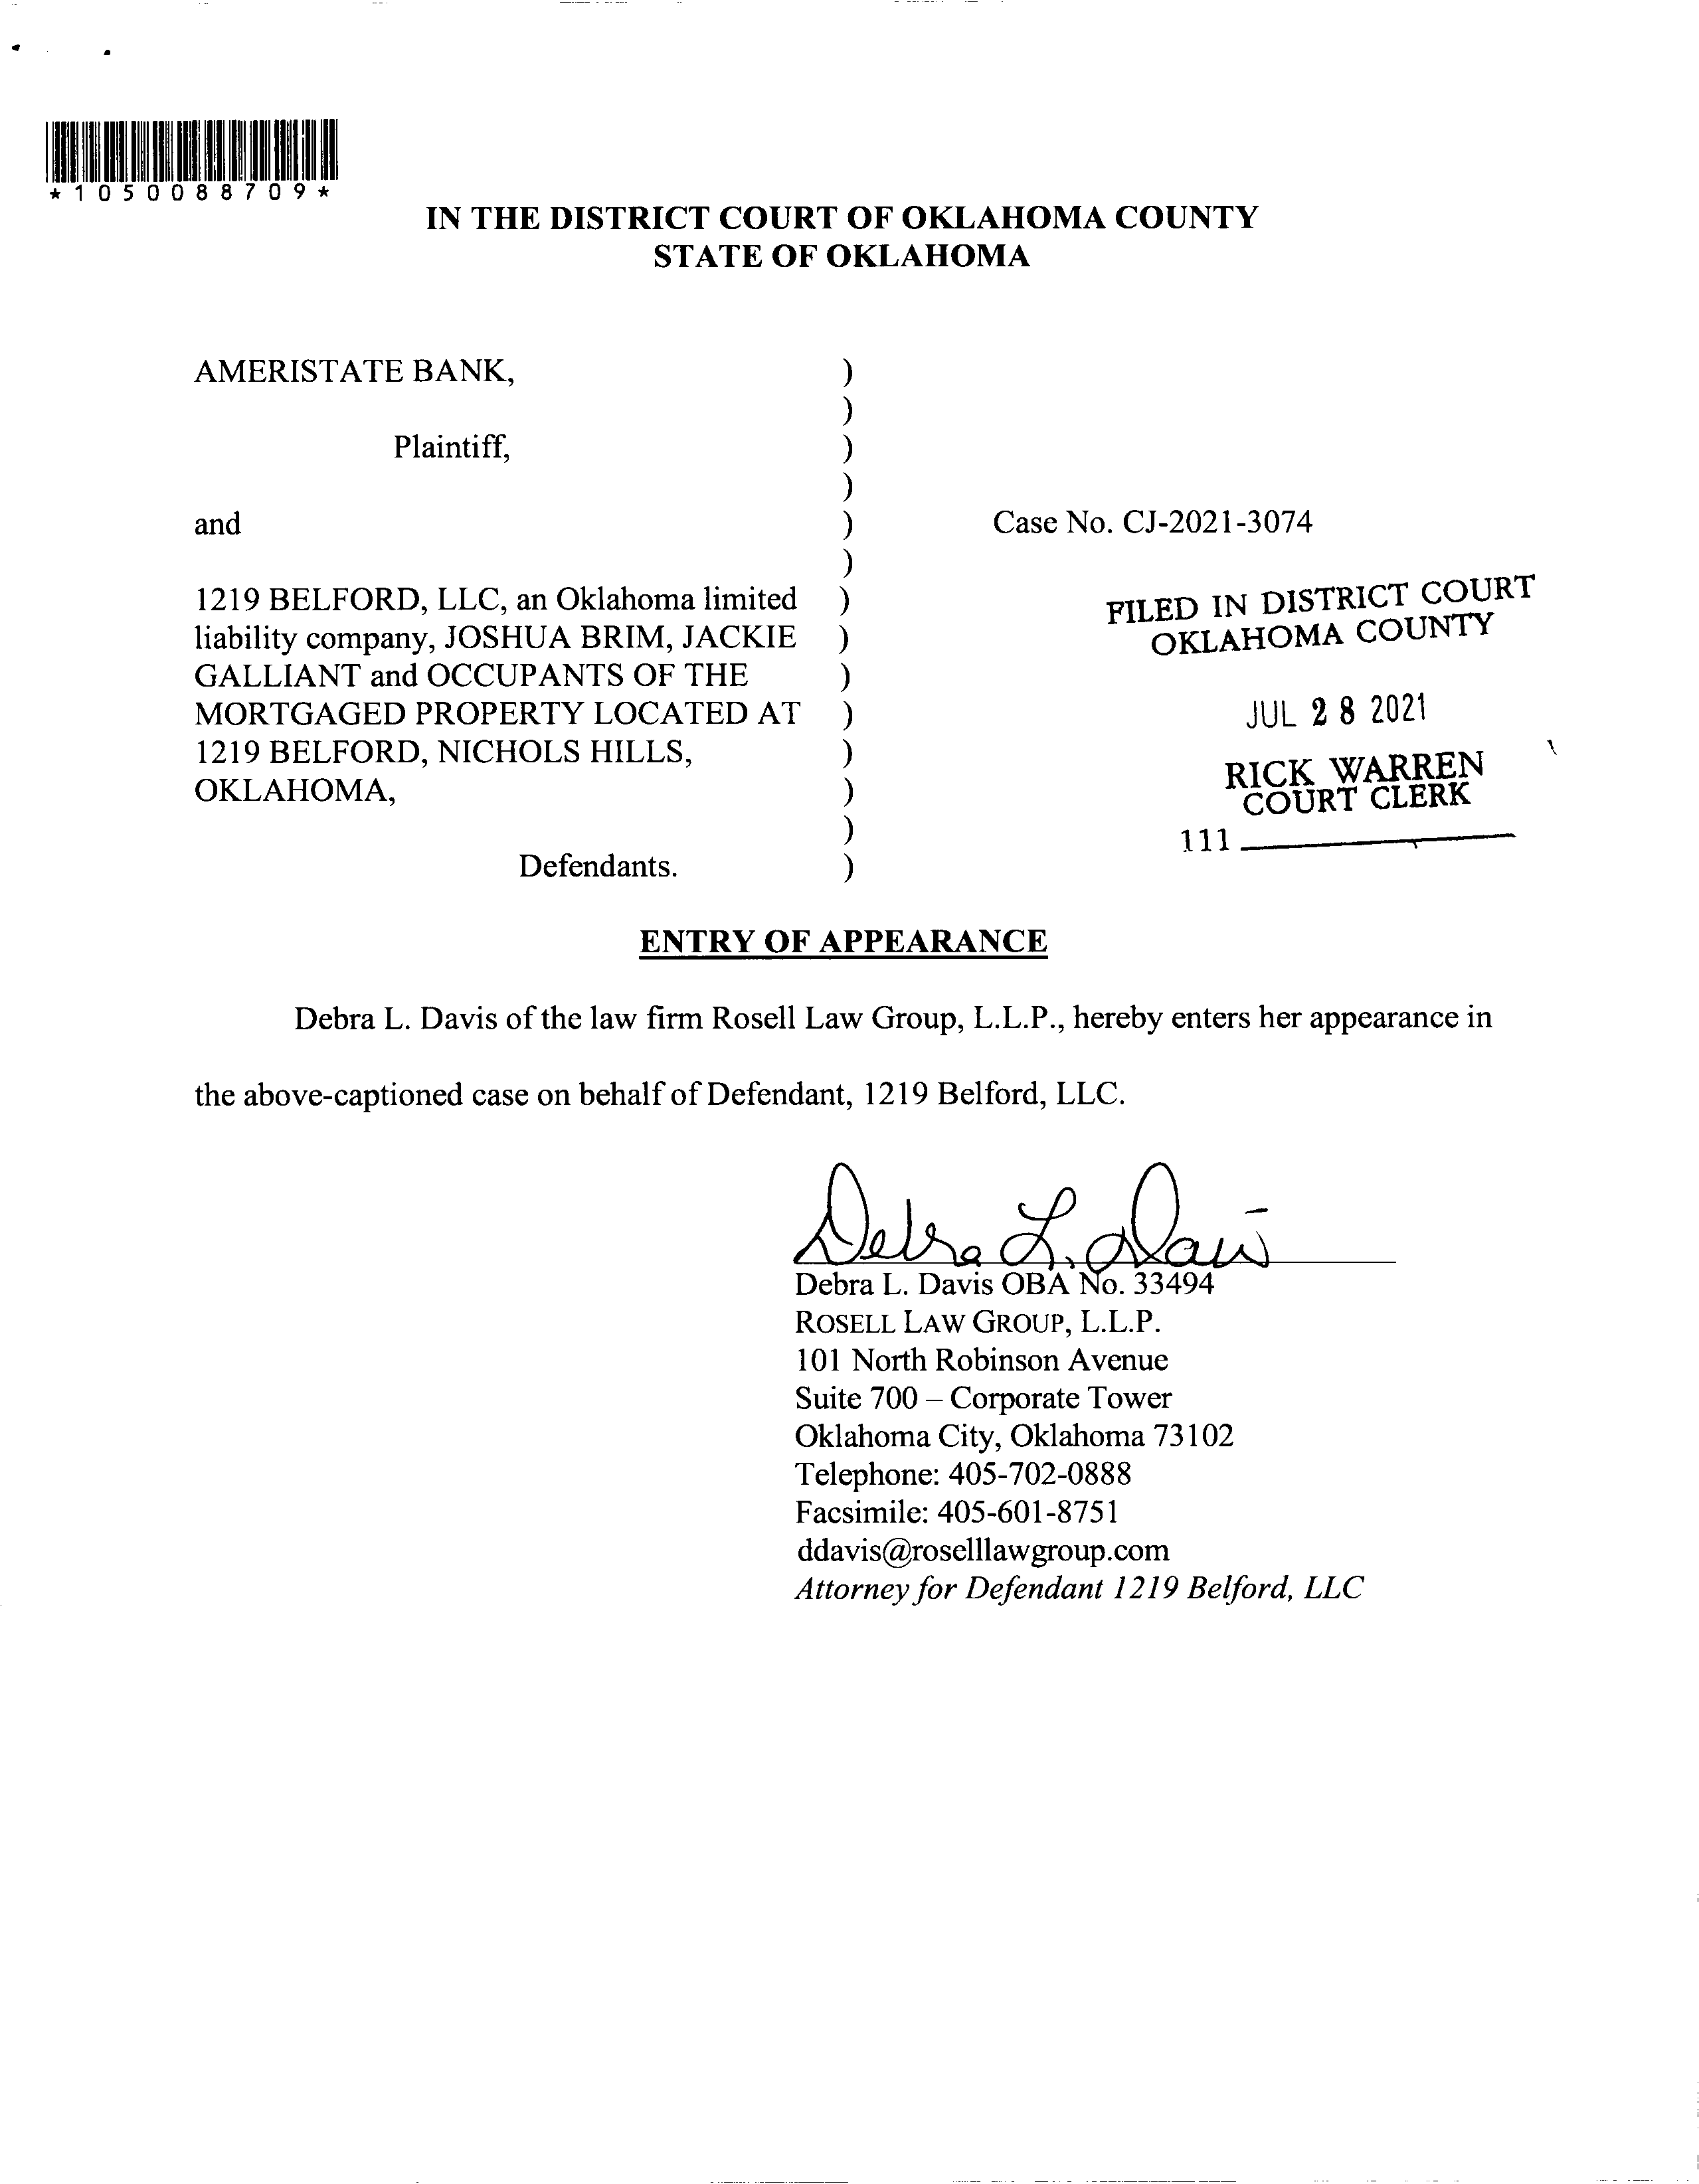 *1050088709*
IN THE DISTRICT COURT OF OKLAHOMA COUNTY
STATE OF OKLAHOMA
AMERISTATE BANK, )
)
Plaintiff, )
)
and ) Case No. CJ-2021-3074
)
1219 BELFORD, LLC, an Oklahoma limited )
liability company, JOSHUA BRIM, JACKIE )
GALLIANT and OCCUPANTS OF THE )
MORTGAGED PROPERTY LOCATED AT )
1219 BELFORD, NICHOLS HILLS, )
OKLAHOMA, )
)
Defendants. )
FILED IN DISTRICT COURT
OKLAHOMA COUNTY
JUL 28 2021
RICK WARREN
COURT CLERK
111
ENTRY OF APPEARANCE
Debra L. Davis of the law firm Rosell Law Group, L.L.P., hereby enters her appearance in
the above-captioned case on behalf of Defendant, 1219 Belford, LLC.
Debra L. Davis
Debra L. Davis OBA No. 33494
ROSELL LAW GROUP, L.L.P.
101 North Robinson Avenue
Suite 700 – Corporate Tower
Oklahoma City, Oklahoma 73102
Telephone: 405-702-0888
Facsimile: 405-601-8751
ddavis@roselllawgroup.com
Attorney for Defendant 1219 Belford, LLC